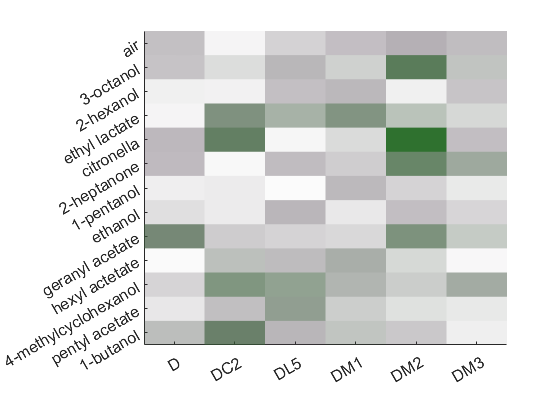 air
3-octanol
2-hexanol
ethyl lactate
citronella
2-heptanone
1-pentanol
ethanol
geranyl acetate
hexyl actetate
4-methylcyclohexanol
pentyl acetate
1-butanol
D DC2 DL5 DM1 DM2 DM3